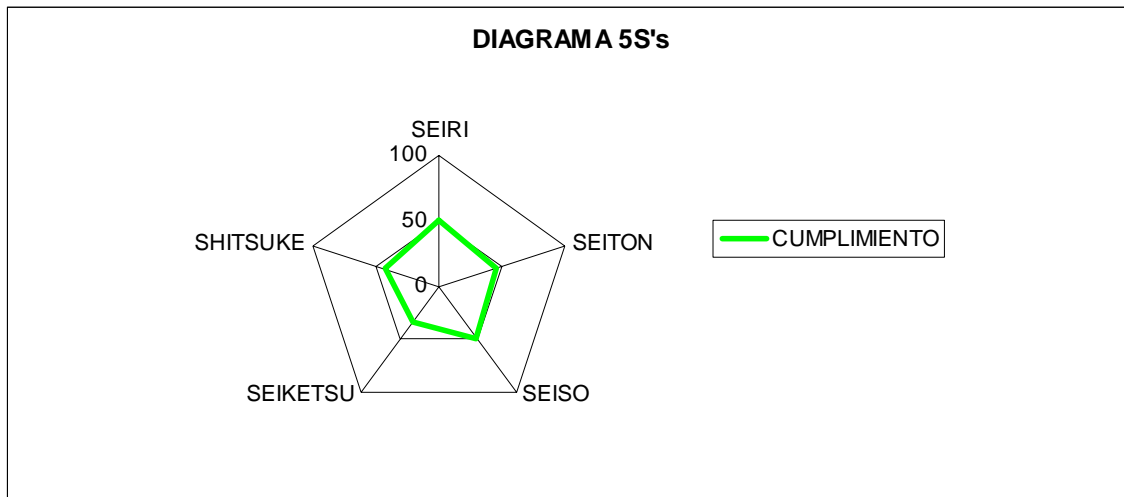 DIAGRAMA 5S's
SEIRI
100
50
0
SHITSUKE
SEITON
SEIKETSU
SEISO
CUMPLIMIENTO